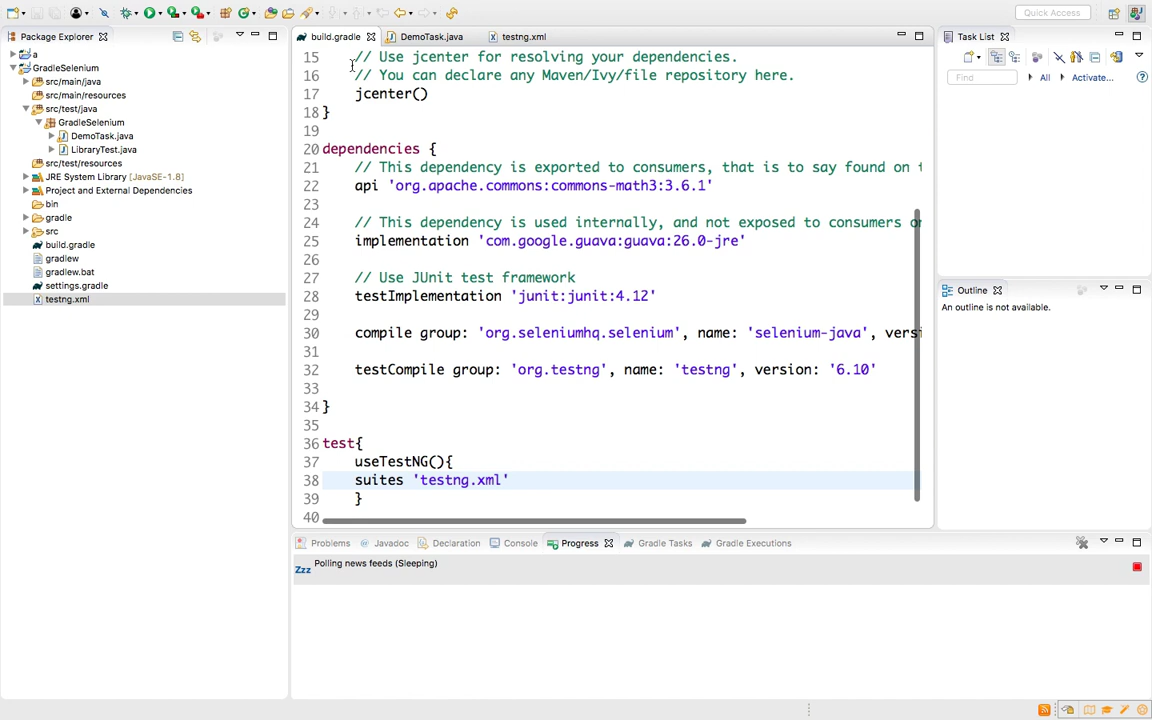 Quick Access
Package Explorer
a
GradleSelenium
src/main/java
src/main/resources
src/test/java
GradleSelenium
DemoTask.java
LibraryTest.java
src/test/resources
JRE System Library [JavaSE-1.8]
Project and External Dependencies
bin
gradle
src
build.gradle
gradlew
gradlew.bat
settings.gradle
testng.xml
build.gradle
DemoTask.java
testng.xml
15 // Use jcenter for resolving your dependencies.
16 // You can declare any Maven/Ivy/file repository here.
17 jcenter()
18 }
19
20 dependencies {
21 // This dependency is exported to consumers, that is to say found on t
22 api 'org.apache.commons:commons-math3:3.6.1'
23
24 // This dependency is used internally, and not exposed to consumers o
25 implementation 'com.google.guava:guava:26.0-jre'
26
27 // Use JUnit test framework
28 testImplementation 'junit:junit:4.12'
29
30 compile group: 'org.seleniumhq.selenium', name: 'selenium-java', versi
31
32 testCompile group: 'org.testng', name: 'testng', version: '6.10'
33
34 }
35
36 test{
37 useTestNG(){
38 suites 'testng.xml'
39 }
40
Task List
Find
All
Activate...
Outline
An outline is not available.
Problems
Javadoc
Declaration
Console
Progress
Gradle Tasks
Gradle Executions
Zzz
Polling news feeds (Sleeping)